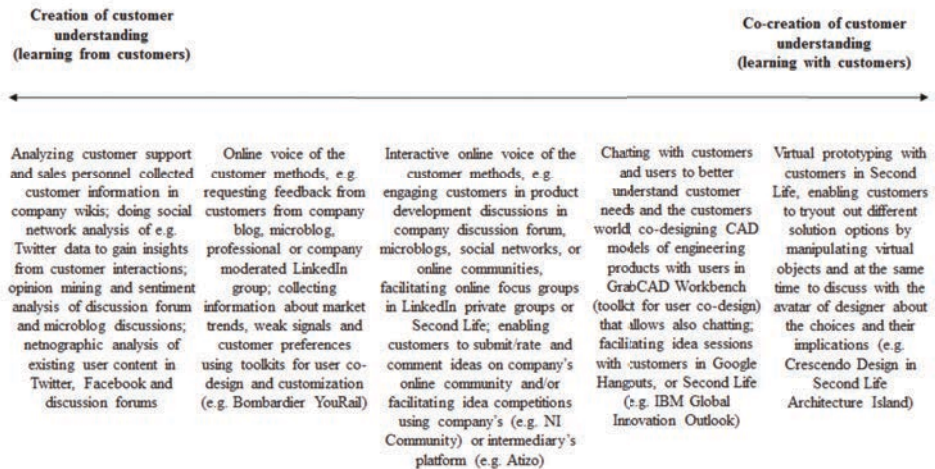 Creation of customer
understanding
(learning from customers)
Co-creation of customer
understanding
(learning with customers)
Analyzing customer support
and sales personnel collected
customer information in
company wikis; doing social
network analysis of e.g.
Twitter data to gain insights
from customer interactions;
opinion mining and sentiment
analysis of discussion forum
and microblog discussions;
netnographic analysis of
existing user content in
Twitter, Facebook and
discussion forums
Online voice of the
customer methods, e.g.
requesting feedback from
customers from company
blog, microblog,
professional or company
moderated LinkedIn
group; collecting
information about market
trends, weak signals and
customer preferences
using toolkits for user co-
design and customization
(e.g. Bombardier YouRail)
Interactive online voice of the
customer methods, e.g.
engaging customers in product
development discussions in
company discussion forum,
microblogs, social networks, or
online communities,
facilitating online focus groups
in LinkedIn private groups or
Second Life; enabling
customers to submit/rate and
comment ideas on company's
online community and/or
facilitating idea competitions
using company's (e.g. NI
Community) or intermediary's
platform (e.g. Atizo)
Chatting with customers
and users to better
understand customer
needs and the customers
world, co-designing CAD
models of engineering
products with users in
GrabCAD Workbench
(toolkit for user co-design)
that allows also chatting;
facilitating idea sessions
with customers in Google
Hangouts, or Second Life
(e.g. IBM Global
Innovation Outlook)
Virtual prototyping with
customers in Second
Life, enabling customers
to tryout out different
solution options by
manipulating virtual
objects and at the same
time to discuss with the
avatar of designer about
the choices and their
implications (e.g.
Crescendo Design in
Second Life
Architecture Island)